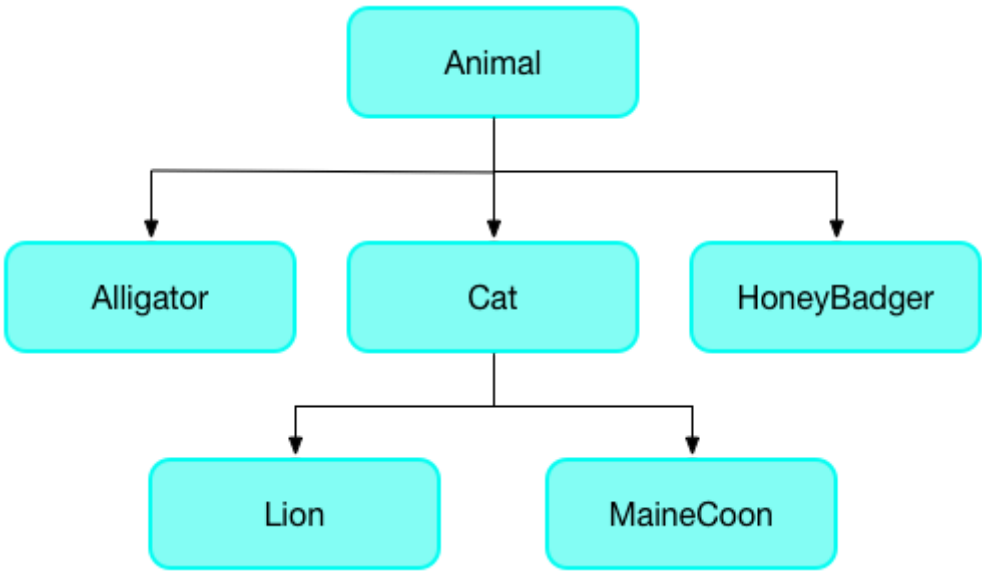 Animal
Alligator
Cat
HoneyBadger
Lion
MaineCoon